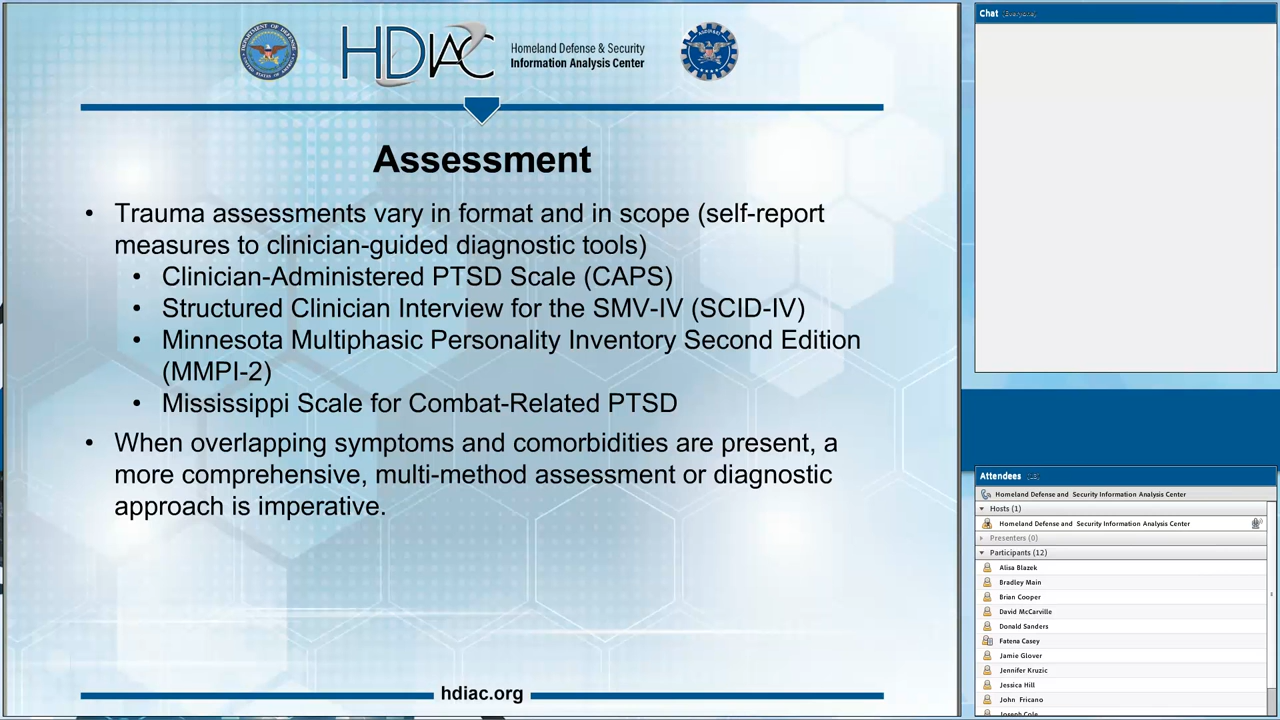 HDIAC
Homeland Defense & Security
Information Analysis Center
Assessment
• Trauma assessments vary in format and in scope (self-report
measures to clinician-guided diagnostic tools)
• Clinician-Administered PTSD Scale (CAPS)
• Structured Clinician Interview for the SMV-IV (SCID-IV)
• Minnesota Multiphasic Personality Inventory Second Edition
(MMPI-2)
• Mississippi Scale for Combat-Related PTSD
• When overlapping symptoms and comorbidities are present, a
more comprehensive, multi-method assessment or diagnostic
approach is imperative.
hdiac.org
Chat (Everyone)
Attendees
Homeland Defense and Security Information Analysis Center
Hosts (1)
Homeland Defense and Security Information Analysis Center
Presenters (0)
Participants (12)
Alisa Blazek
Bradley Main
Brian Cooper
David McCarville
Donald Sanders
Fatena Casey
Jamie Glover
Jennifer Kruzic
Jessica Hill
John Fricano
Joseph Cole